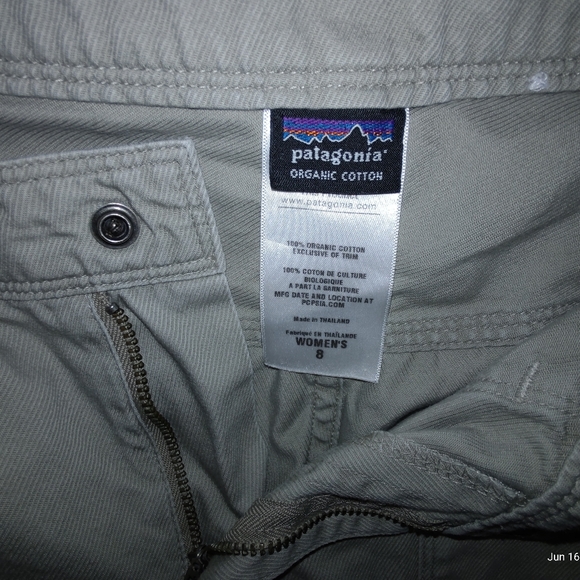 patagonia®
ORGANIC COTTON
www.patagonia.com
100% ORGANIC COTTON
EXCLUSIVE OF TRIM
100% COTON DE CULTURE
BIOLOGIQUE
A PART LA GARNITURE
MFG DATE AND LOCATION AT
PCPSIA.COM
Made in THAILAND
Fabriqué EN THAÏLANDE
WOMEN'S
8
Jun 16